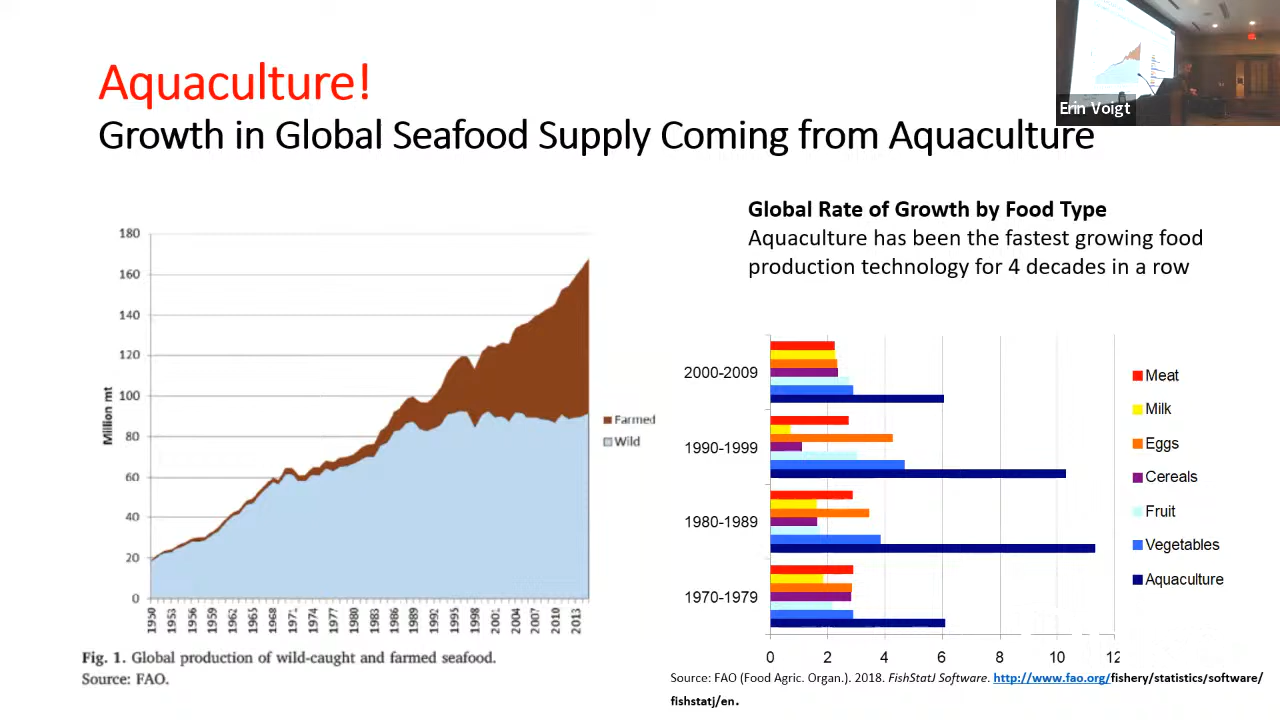 Aquaculture!
Growth in Global Seafood Supply Coming from Aquaculture
Erin Voigt
Global Rate of Growth by Food Type
Aquaculture has been the fastest growing food
production technology for 4 decades in a row
180
160
140
120
100
80
60
40
20
0
Million mt
1950 1953 1956 1959 1962 1965 1968 1971 1974 1977 1980 1983 1986 1989 1992 1995 1998 2001 2004 2007 2010 2013
Farmed
Wild
Fig. 1. Global production of wild-caught and farmed seafood.
Source: FAO.
2000-2009
1990-1999
1980-1989
1970-1979
0 2 4 6 8 10 12
Meat
Milk
Eggs
Cereals
Fruit
Vegetables
Aquaculture
Source: FAO (Food Agric. Organ.). 2018. FishStatJ Software. http://www.fao.org/fishery/statistics/software/
fishstatj/en.